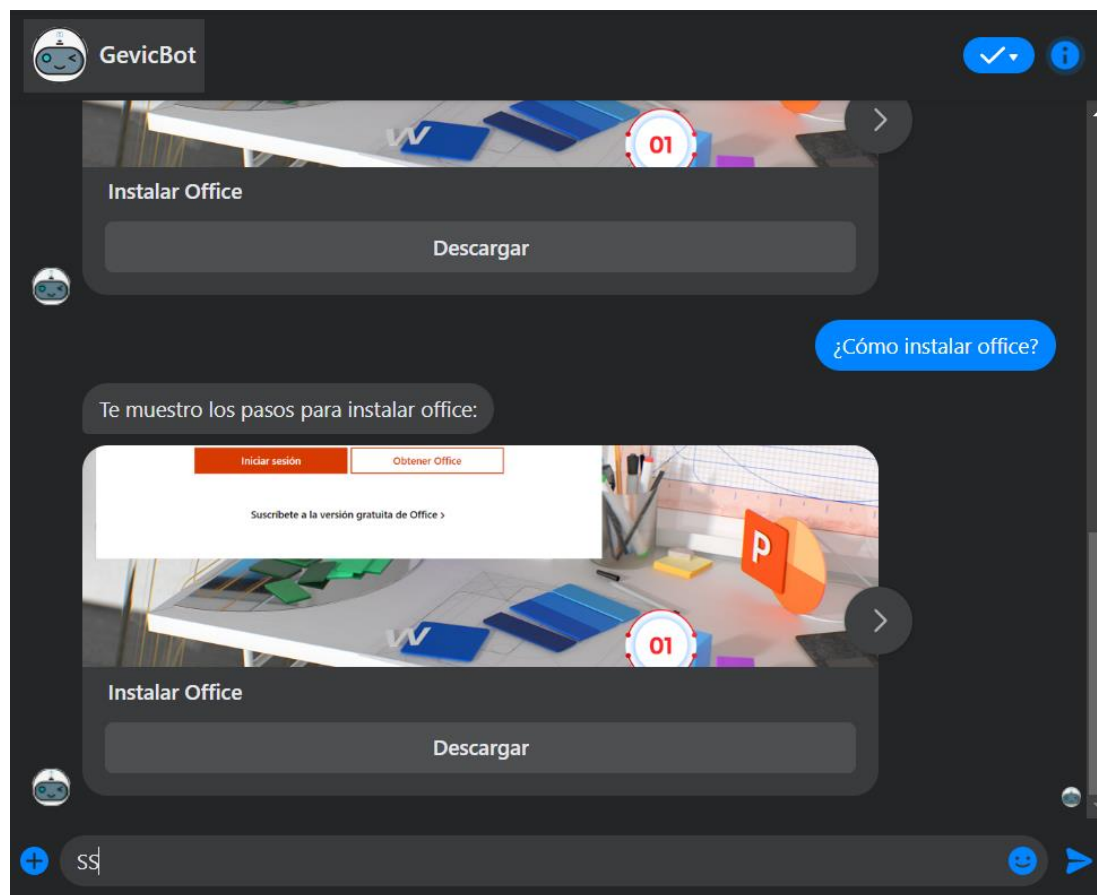 GevicBot
W
01
Instalar Office
Descargar
¿Cómo instalar office?
Te muestro los pasos para instalar office:
Iniciar sesión
Obtener Office
Suscríbete a la versión gratuita de Office >
P
W
01
Instalar Office
Descargar
ss